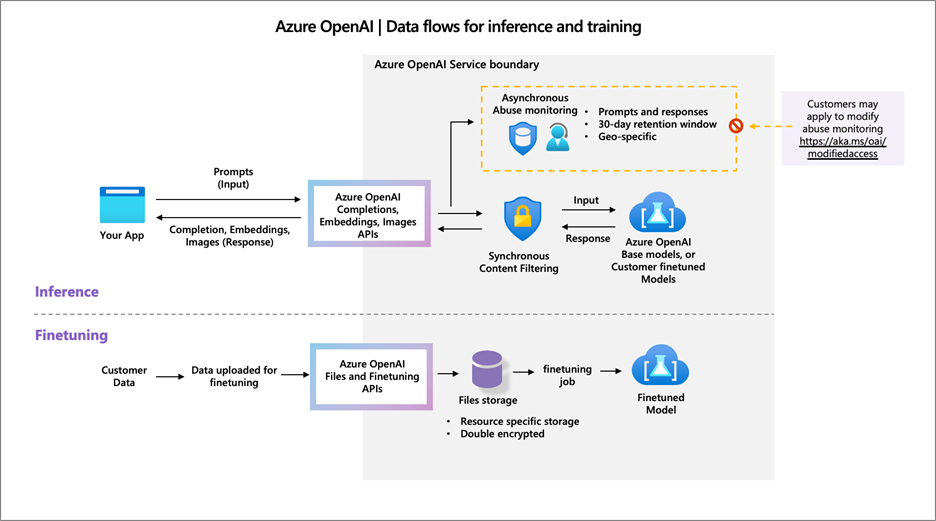 Azure OpenAI | Data flows for inference and training
Azure OpenAI Service boundary
Asynchronous
Abuse monitoring
• Prompts and responses
• 30-day retention window
• Geo-specific
Customers may
apply to modify
abuse monitoring
https://aka.ms/oai/
modifiedaccess
Prompts
(Input)
Your App
Completion, Embeddings,
Images (Response)
Azure OpenAI
Completions,
Embeddings, Images
APIs
Synchronous
Content Filtering
Input
Response
Azure OpenAI
Base models, or
Customer finetuned
Models
Inference
Finetuning
Customer
Data
Data uploaded for
finetuning
Azure OpenAI
Files and Finetuning
APIs
Files storage
• Resource specific storage
• Double encrypted
finetuning
job
Finetuned
Model